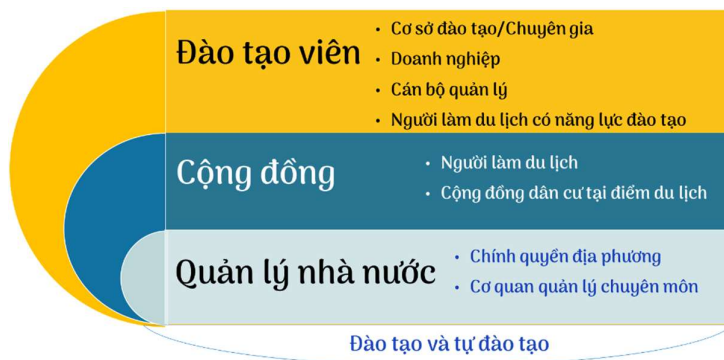 Đào tạo viên
• Cơ sở đào tạo/Chuyên gia
• Doanh nghiệp
• Cán bộ quản lý
• Người làm du lịch có năng lực đào tạo
Cộng đồng
• Người làm du lịch
• Cộng đồng dân cư tại điểm du lịch
Quản lý nhà nước
• Chính quyền địa phương
• Cơ quan quản lý chuyên môn
Đào tạo và tự đào tạo